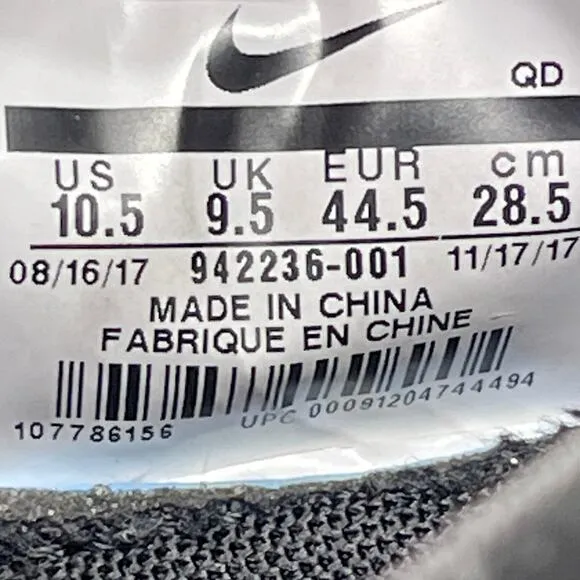 QD
US UK EUR cm
10.5 9.5 44.5 28.5
08/16/17 942236-001 11/17/17
MADE IN CHINA
FABRIQUE EN CHINE
107786156 UPC 00091204744494